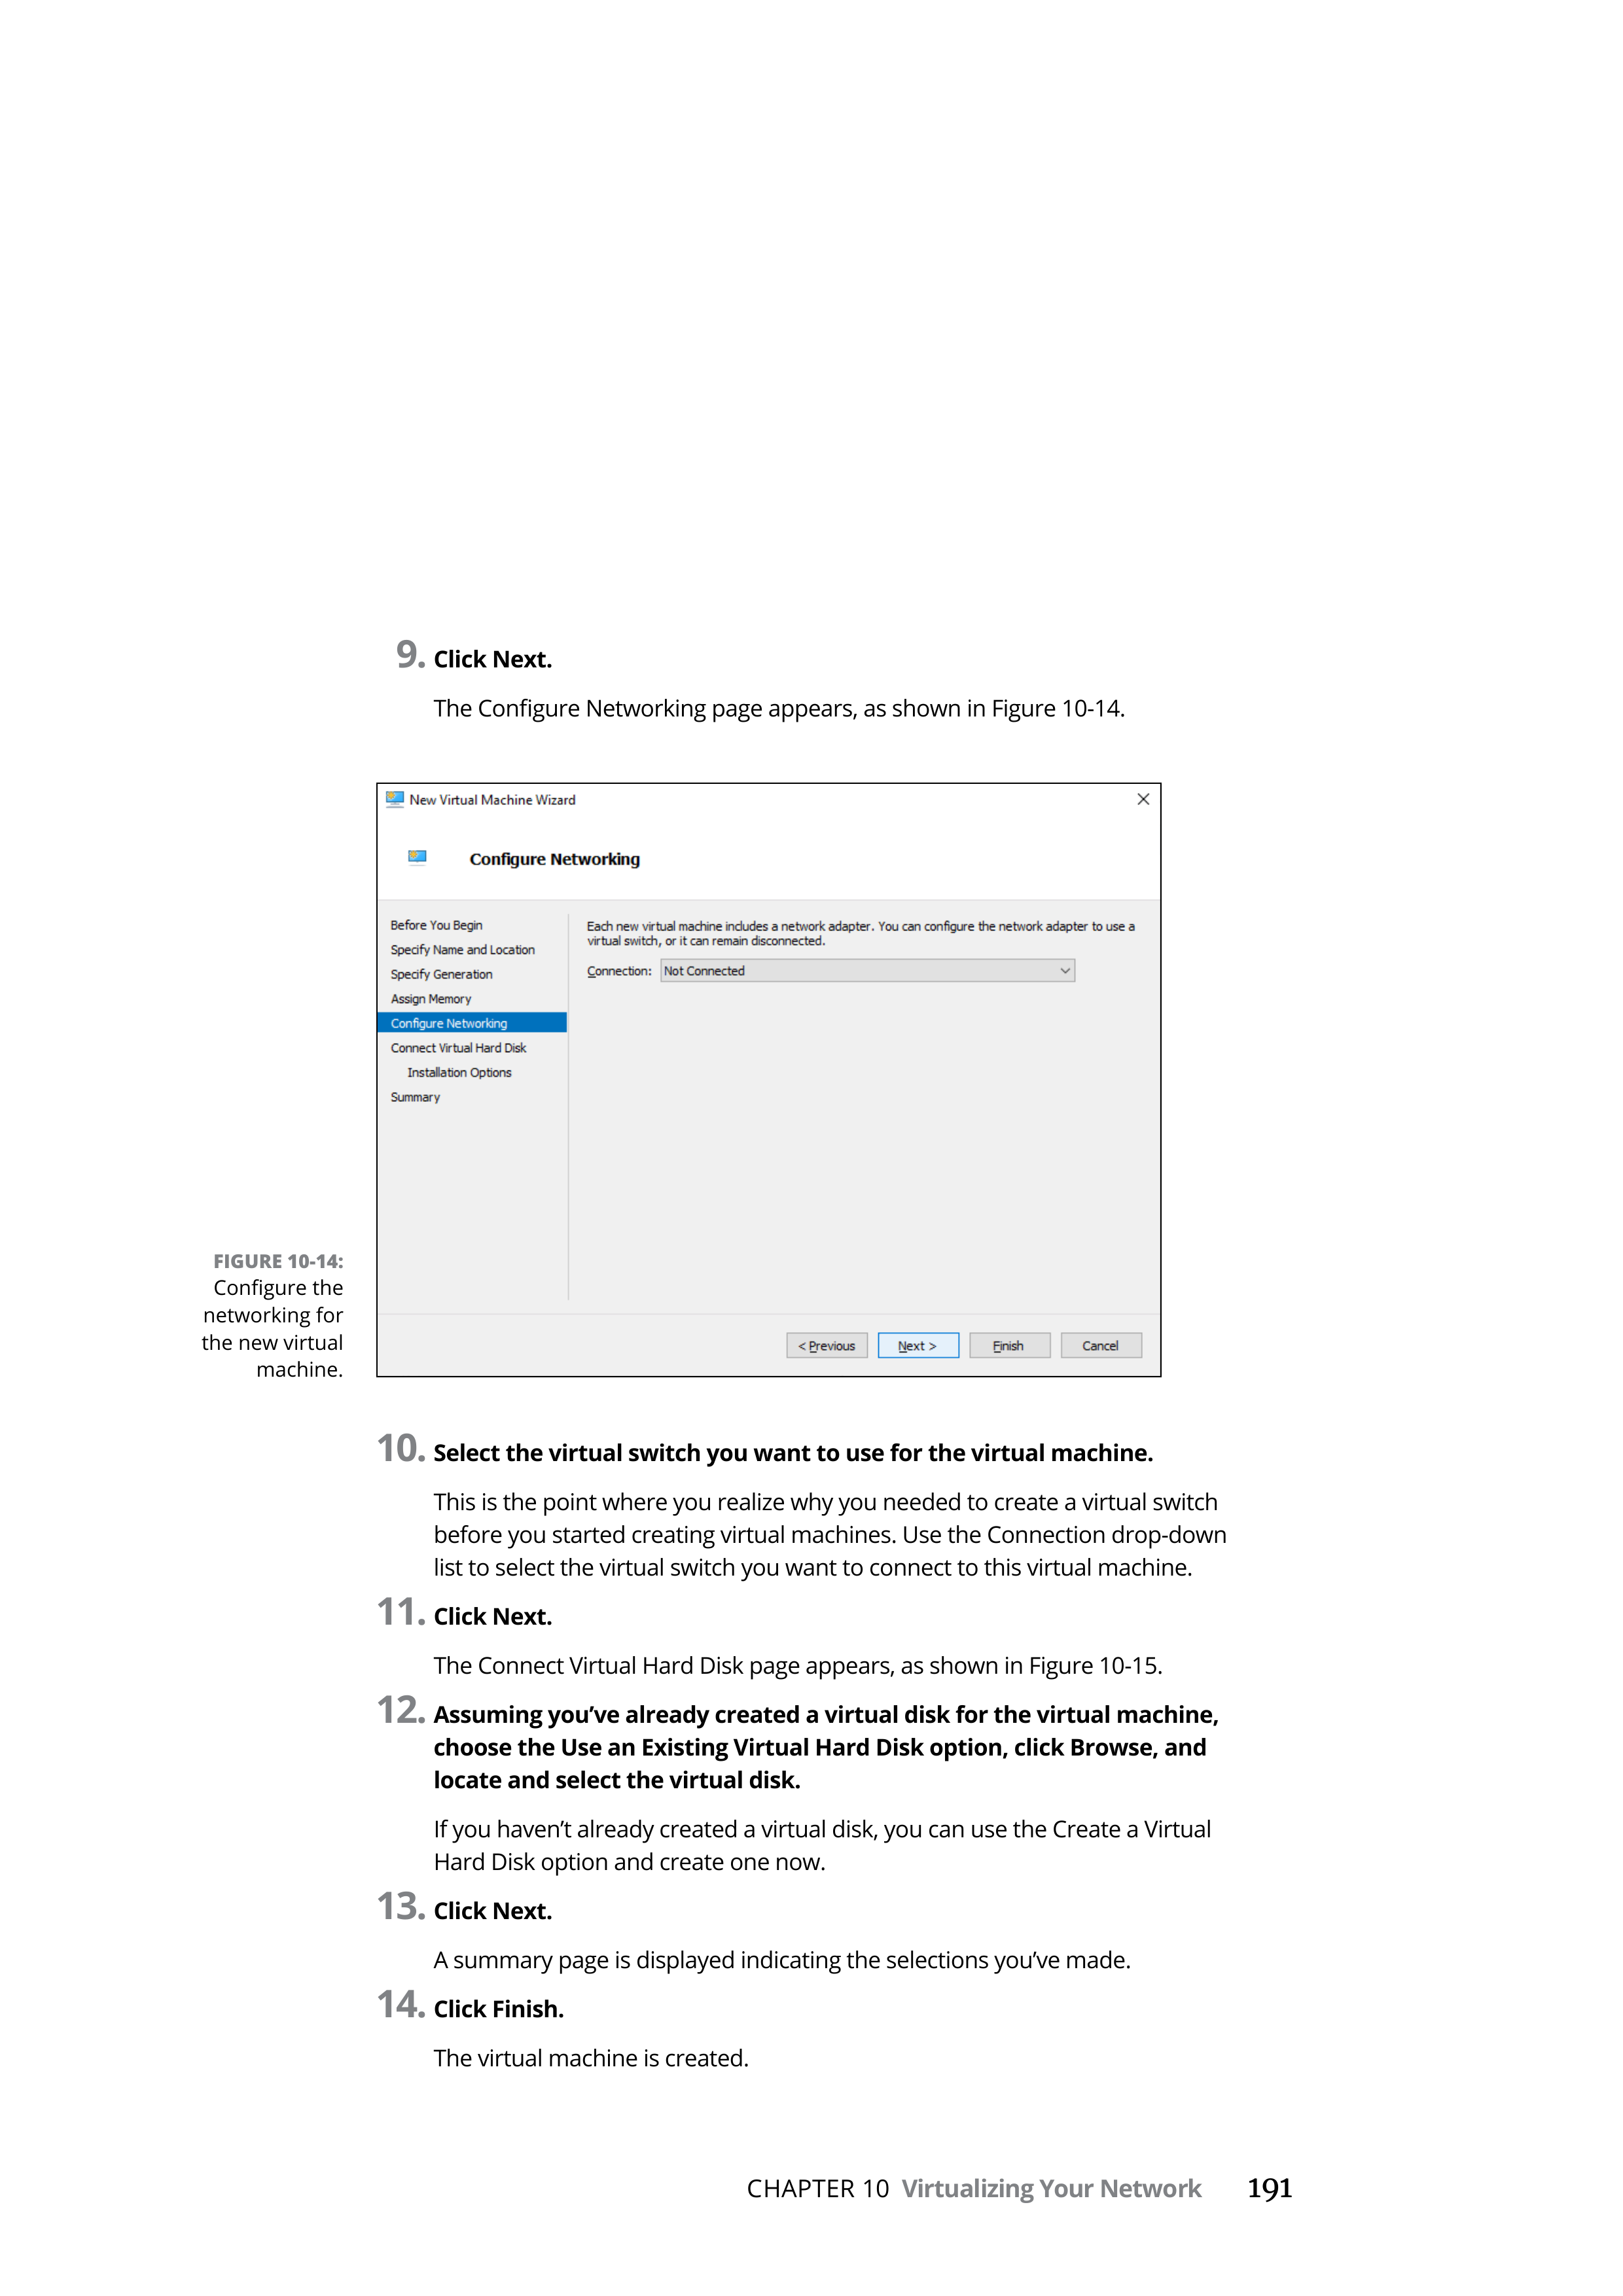 9. Click Next.
The Configure Networking page appears, as shown in Figure 10-14.
New Virtual Machine Wizard
Configure Networking
Before You Begin
Specify Name and Location
Specify Generation
Assign Memory
Configure Networking
Connect Virtual Hard Disk
Installation Options
Summary
Each new virtual machine includes a network adapter. You can configure the network adapter to use a
virtual switch, or it can remain disconnected.
Connection: Not Connected
< Previous Next > Finish Cancel
FIGURE 10-14:
Configure the
networking for
the new virtual
machine.
10. Select the virtual switch you want to use for the virtual machine.
This is the point where you realize why you needed to create a virtual switch
before you started creating virtual machines. Use the Connection drop-down
list to select the virtual switch you want to connect to this virtual machine.
11. Click Next.
The Connect Virtual Hard Disk page appears, as shown in Figure 10-15.
12. Assuming you’ve already created a virtual disk for the virtual machine,
choose the Use an Existing Virtual Hard Disk option, click Browse, and
locate and select the virtual disk.
If you haven’t already created a virtual disk, you can use the Create a Virtual
Hard Disk option and create one now.
13. Click Next.
A summary page is displayed indicating the selections you’ve made.
14. Click Finish.
The virtual machine is created.
CHAPTER 10 Virtualizing Your Network 191